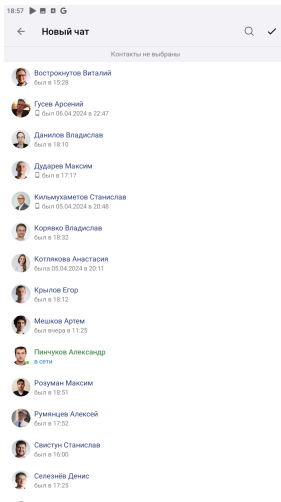 18:57
Новый чат
Контакты не выбраны
Вострокнутов Виталий
был в 15:28
Гусев Арсений
был 06.04.2024 в 22:47
Данилов Владислав
был в 18:10
Дударев Максим
был в 17:17
Кильмухаметов Станислав
был 05.04.2024 в 20:48
Корявко Владислав
был в 18:32
Котлякова Анастасия
была 05.04.2024 в 20:11
Крылов Егор
был в 18:12
Мешков Артем
был вчера в 11:25
Пинчуков Александр
в сети
Розуман Максим
был в 18:51
Румянцев Алексей
был в 17:52
Свистун Станислав
был в 16:00
Селезнёв Денис
был в 17:25